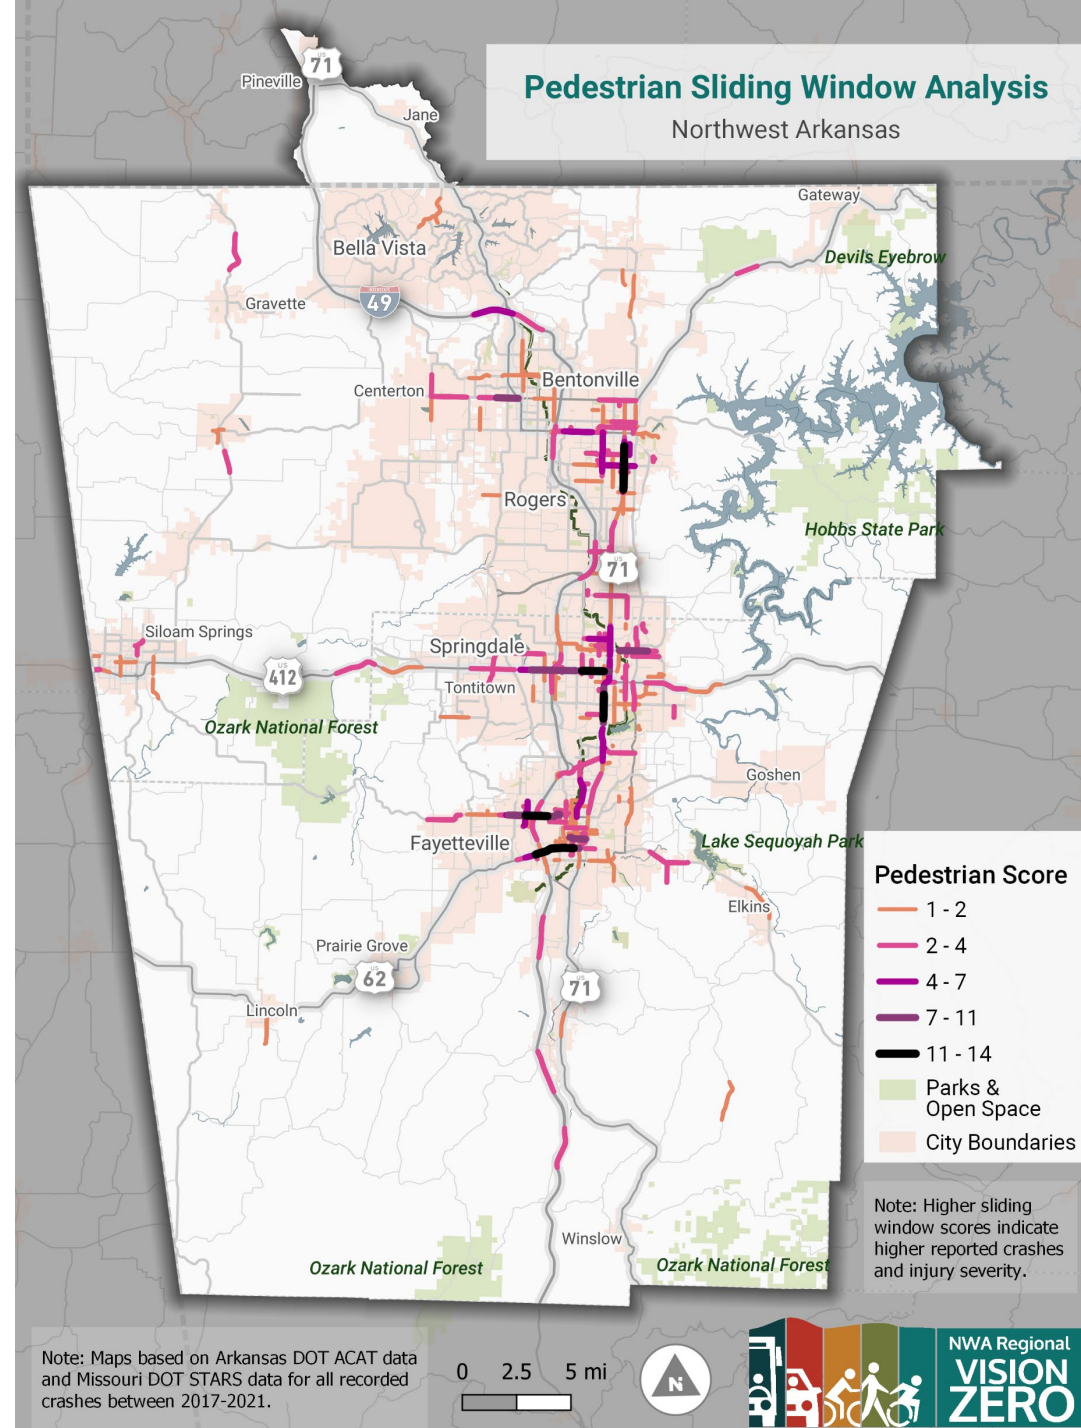 Pedestrian Sliding Window Analysis
Northwest Arkansas
US
71
Pineville
Jane
Gateway
Bella Vista
Devils Eyebrow
INTERSTATE
49
Gravette
Centerton
Bentonville
Rogers
Hobbs State Park
71
Siloam Springs
Springdale
US
412
Tontitown
Ozark National Forest
Goshen
Fayetteville
Lake Sequoyah Park
Elkins
Prairie Grove
US
62
US
71
Lincoln
Winslow
Ozark National Forest
Ozark National Forest
Pedestrian Score
1 - 2
2 - 4
4 - 7
7 - 11
11 - 14
Parks &
Open Space
City Boundaries
Note: Higher sliding
window scores indicate
higher reported crashes
and injury severity.
Note: Maps based on Arkansas DOT ACAT data
and Missouri DOT STARS data for all recorded
crashes between 2017-2021.
0 2.5 5 mi
N
NWA Regional
VISION
ZERO